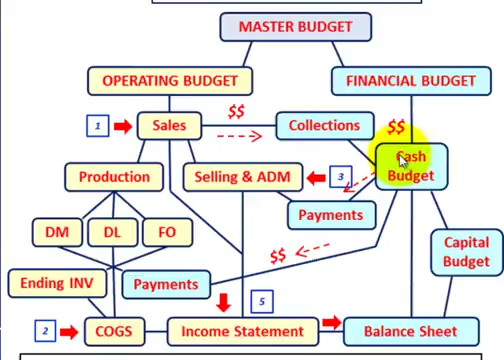 MASTER BUDGET
OPERATING BUDGET
FINANCIAL BUDGET
$$
1
Sales
Collections
$$
Cash
Budget
Production
Selling & ADM
3
Payments
DM
DL
FO
$$
Capital
Budget
Ending INV
Payments
5
2
COGS
Income Statement
Balance Sheet